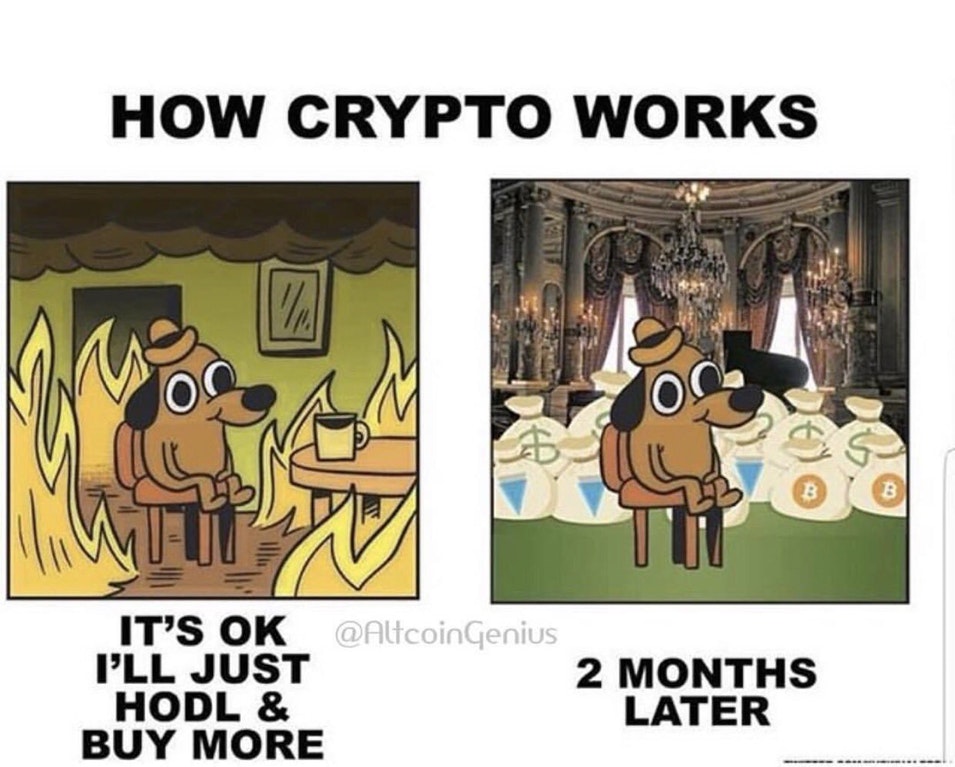 HOW CRYPTO WORKS
IT'S OK
I'LL JUST
HODL &
BUY MORE
@AltcoinGenius
2 MONTHS
LATER